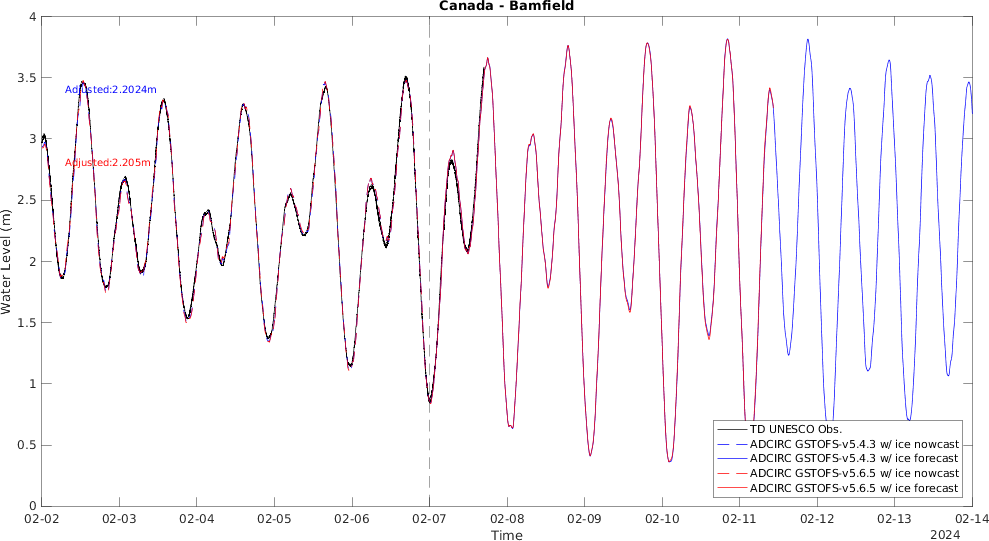 Canada - Bamfield
4
3.5
3
2.5
2
1.5
1
0.5
0
Water Level (m)
Adjusted:2.2024m
Adjusted:2.205m
TD UNESCO Obs.
ADCIRC GSTOFS-v5.4.3 w/ ice nowcast
ADCIRC GSTOFS-v5.4.3 w/ ice forecast
ADCIRC GSTOFS-v5.6.5 w/ ice nowcast
ADCIRC GSTOFS-v5.6.5 w/ ice forecast
02-02 02-03 02-04 02-05 02-06 02-07 02-08 02-09 02-10 02-11 02-12 02-13 02-14
Time
2024